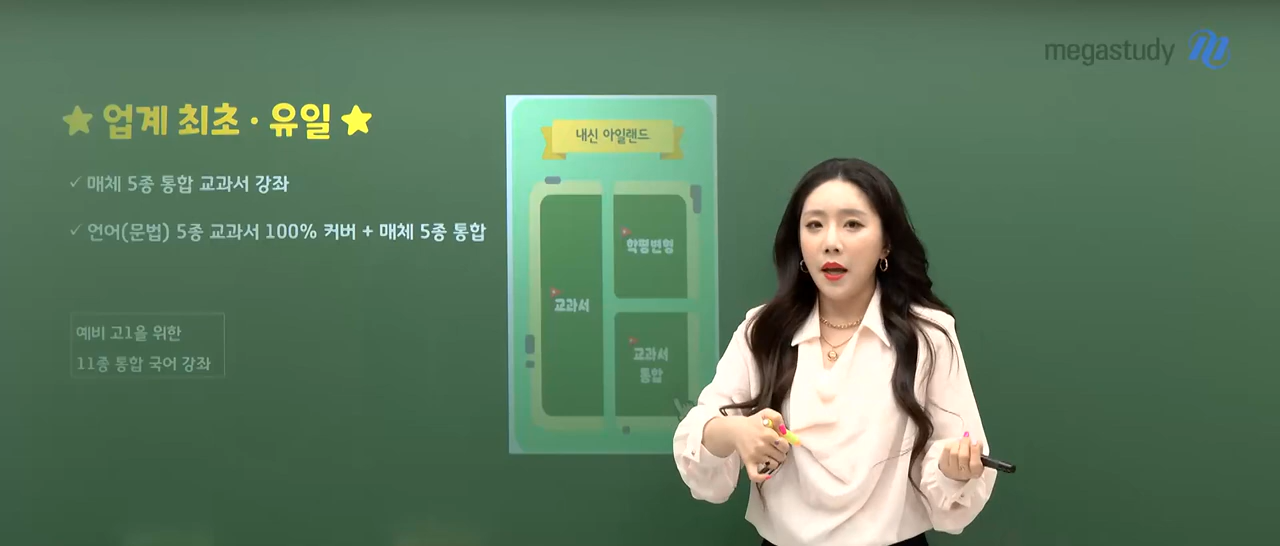 megastudy
업계 최초·유일
매체 5종 통합 교과서 강좌
언어(문법) 5종 교과서 100% 커버 + 매체 5종 통합
예비 고1을 위한
11종 통합 국어 강좌
내신 아일랜드
교과서
학평변형
교과서
통합